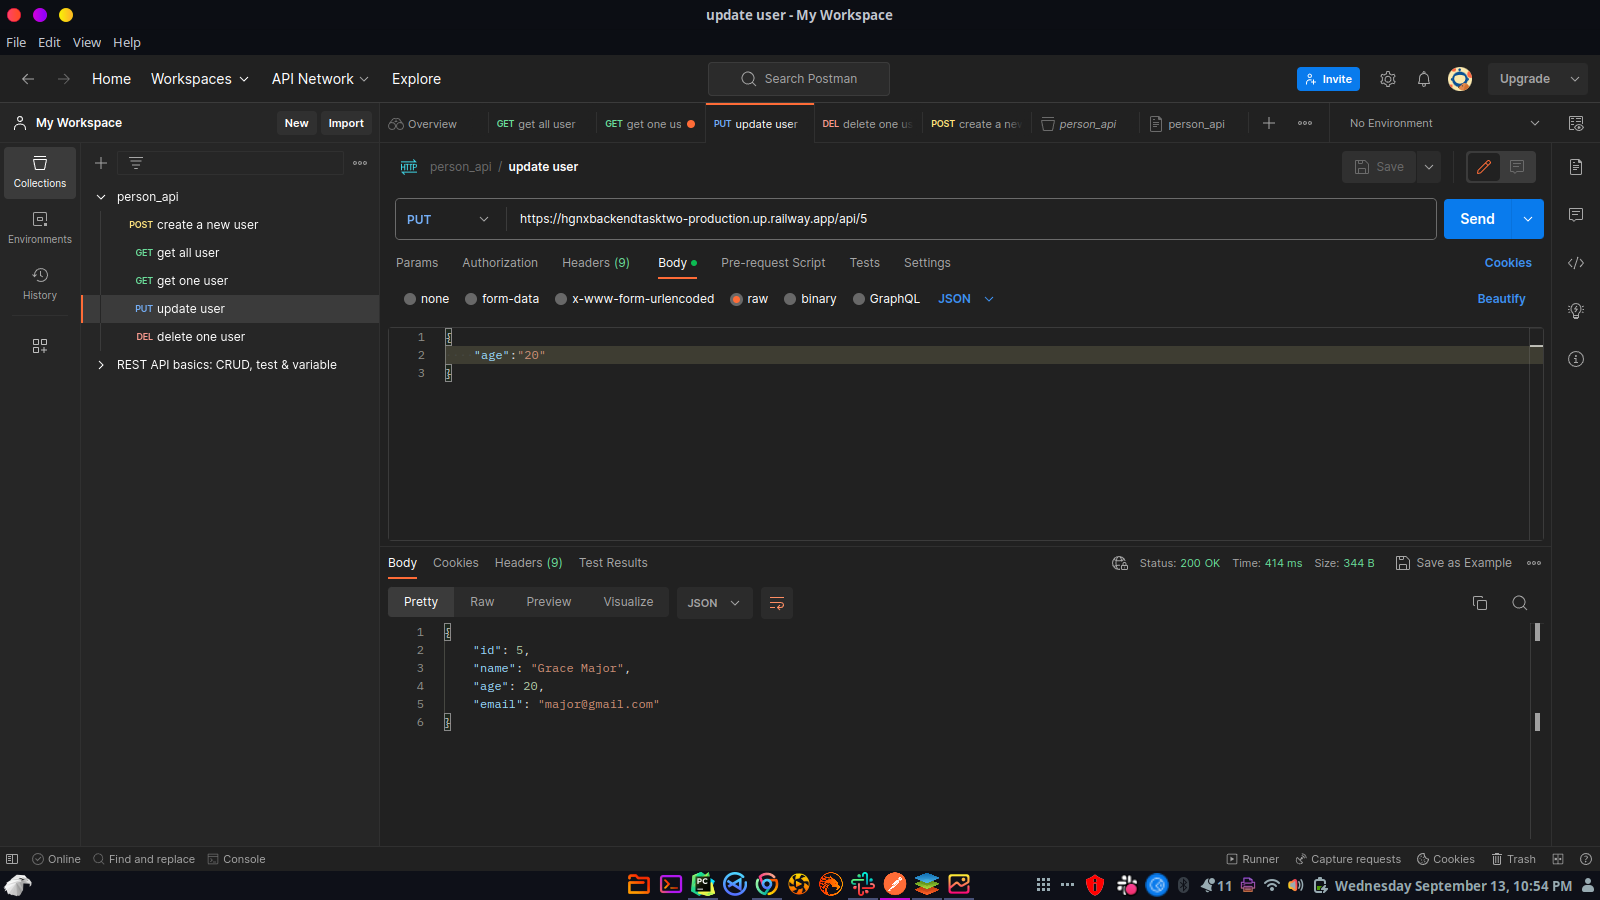 update user - My Workspace
File Edit View Help
Home Workspaces API Network Explore Search Postman Invite Upgrade
My Workspace New Import Overview GET get all user GET get one us PUT update user DEL delete one us POST create a new person_api person_api No Environment
Collections
Environments
History
person_api
POST create a new user
GET get all user
GET get one user
PUT update user
DEL delete one user
REST API basics: CRUD, test & variable
HTTP person_api / update user Save
PUT https://hgnxbackendtasktwo-production.up.railway.app/api/5 Send
Params Authorization Headers (9) Body Pre-request Script Tests Settings Cookies
none form-data x-www-form-urlencoded raw binary GraphQL JSON Beautify
1 {
2 "age":"20"
3 }
Body Cookies Headers (9) Test Results Status: 200 OK Time: 414 ms Size: 344 B Save as Example
Pretty Raw Preview Visualize JSON
1 {
2 "id": 5,
3 "name": "Grace Major",
4 "age": 20,
5 "email": "major@gmail.com"
6 }
Online Find and replace Console Runner Capture requests Cookies Trash
PC 11 Wednesday September 13, 10:54 PM